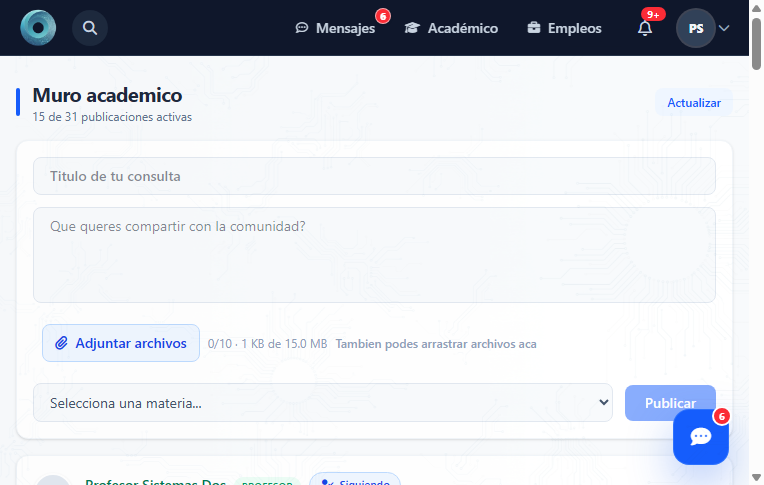 Mensajes 6 Académico Empleos 9+ PS
Muro academico
15 de 31 publicaciones activas
Actualizar
Titulo de tu consulta
Que queres compartir con la comunidad?
Adjuntar archivos 0/10 · 1 KB de 15.0 MB Tambien podes arrastrar archivos aca
Selecciona una materia... Publicar
6
Profesor Sistemas Dos PROFESOR Siguiendo